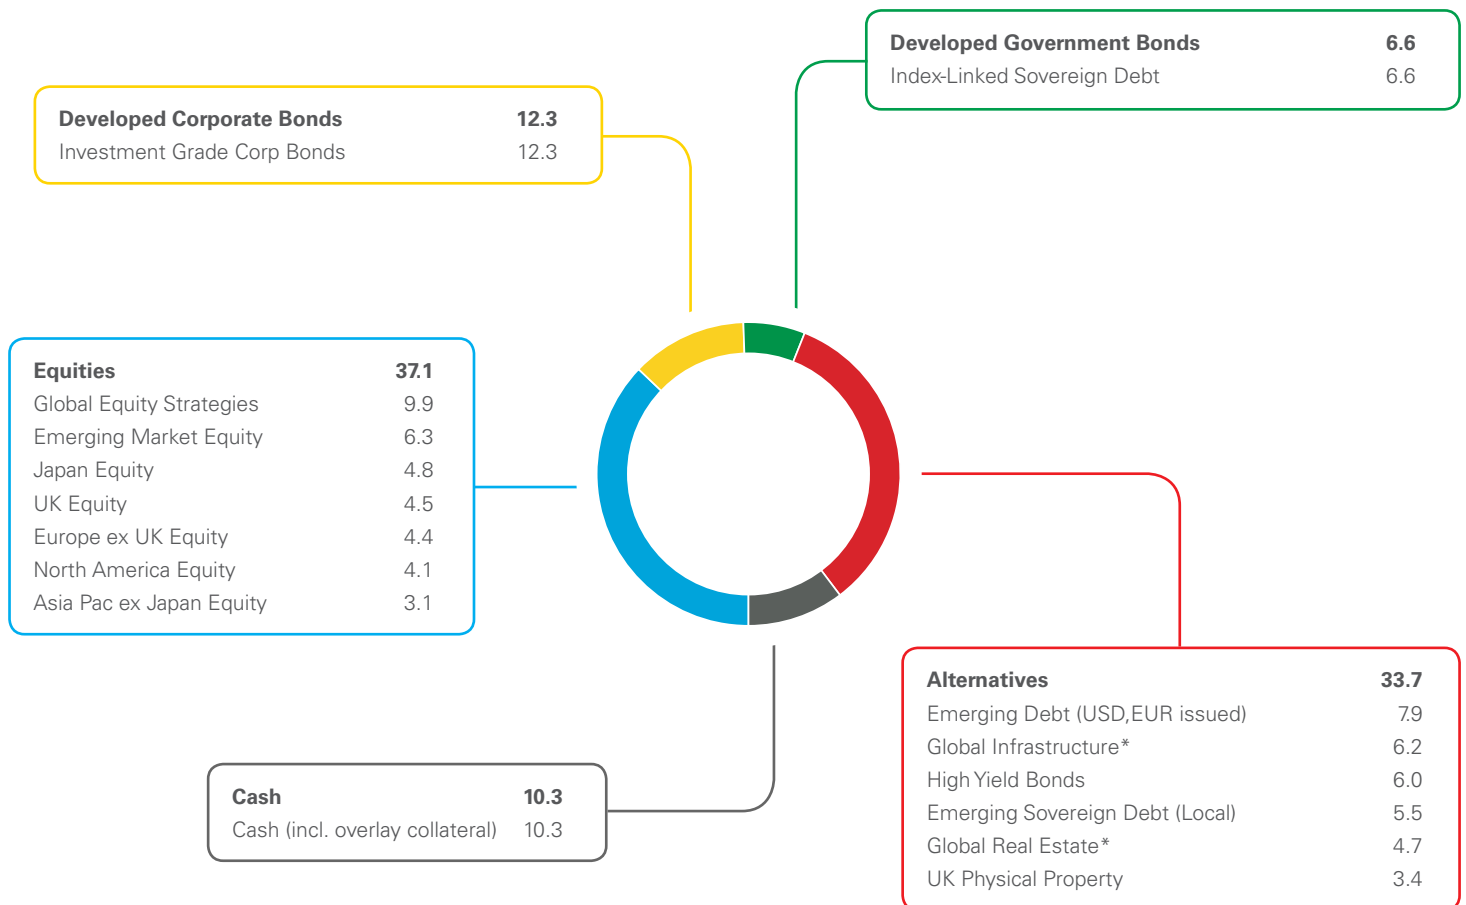 Developed Government Bonds 6.6
Index-Linked Sovereign Debt 6.6
Developed Corporate Bonds 12.3
Investment Grade Corp Bonds 12.3
Equities 37.1
Global Equity Strategies 9.9
Emerging Market Equity 6.3
Japan Equity 4.8
UK Equity 4.5
Europe ex UK Equity 4.4
North America Equity 4.1
Asia Pac ex Japan Equity 3.1
Alternatives 33.7
Emerging Debt (USD,EUR issued) 7.9
Global Infrastructure* 6.2
High Yield Bonds 6.0
Emerging Sovereign Debt (Local) 5.5
Global Real Estate* 4.7
UK Physical Property 3.4
Cash 10.3
Cash (incl. overlay collateral) 10.3